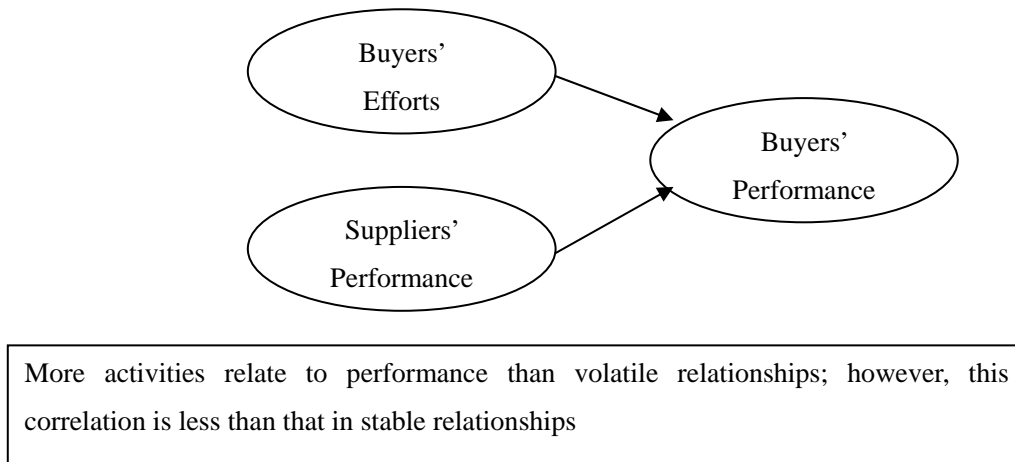 Buyers’
Efforts
Buyers’
Performance
Suppliers’
Performance
More activities relate to performance than volatile relationships; however, this
correlation is less than that in stable relationships